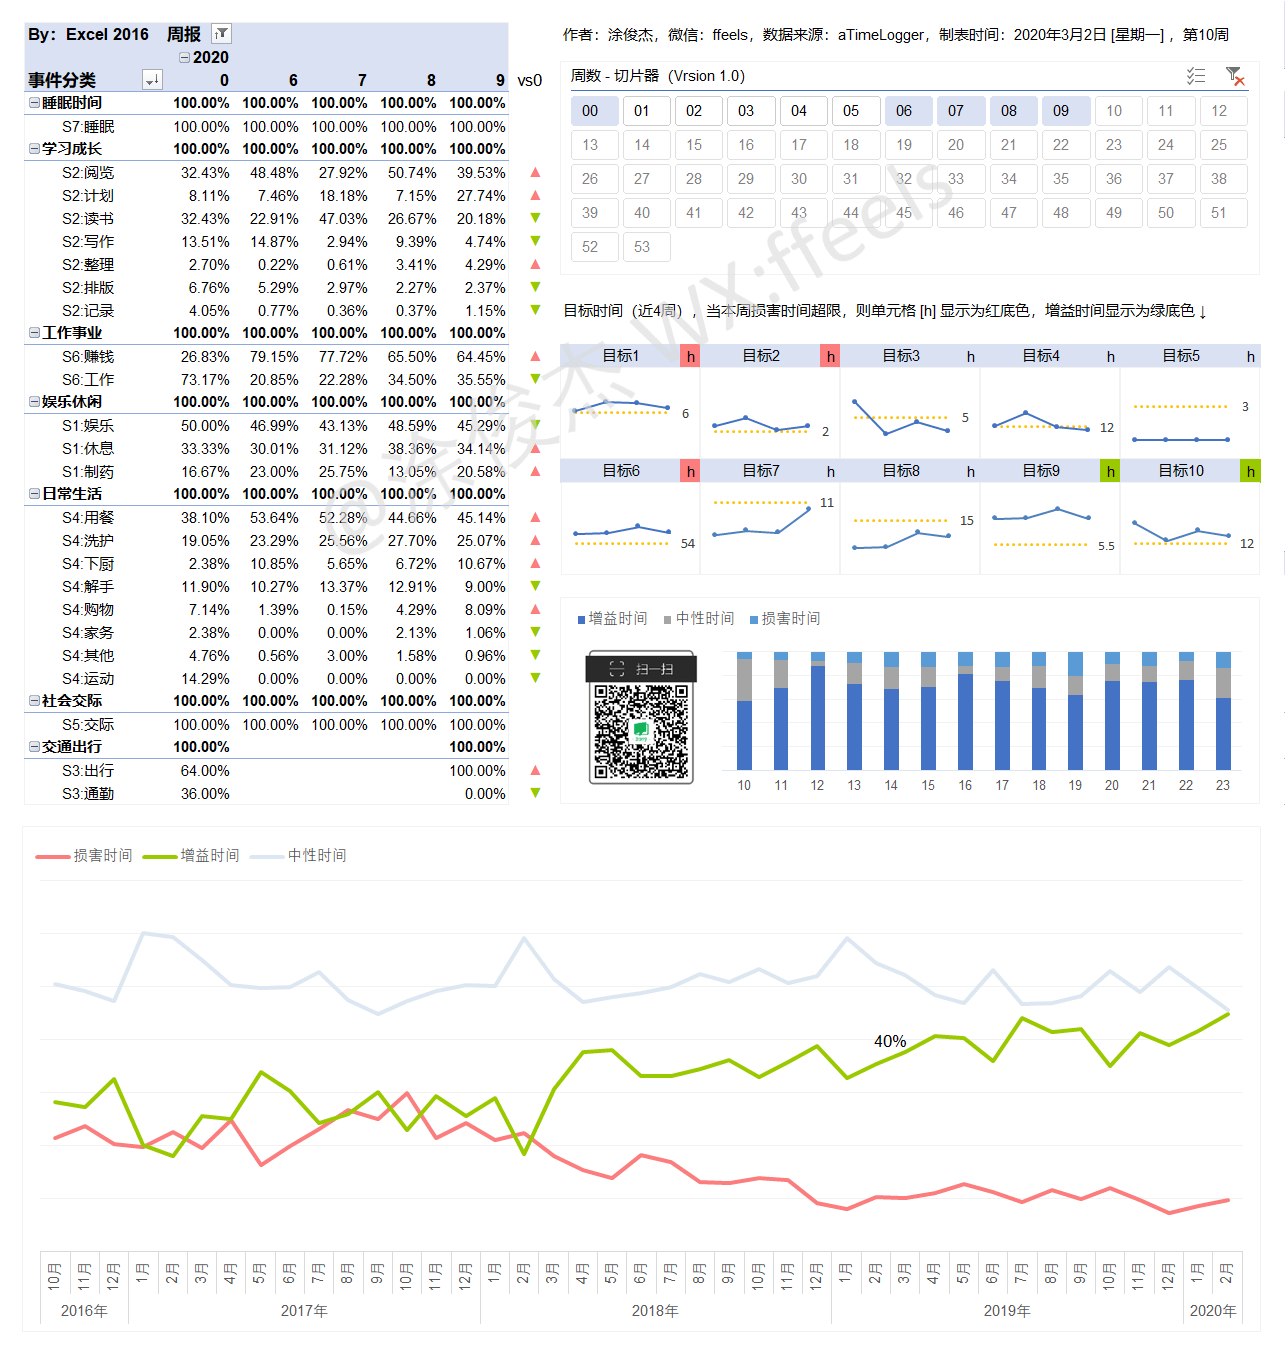 By：Excel 2016 周报
2020
事件分类 0 6 7 8 9 vs0
睡眠时间 100.00% 100.00% 100.00% 100.00% 100.00%
S7:睡眠 100.00% 100.00% 100.00% 100.00% 100.00%
学习成长 100.00% 100.00% 100.00% 100.00% 100.00%
S2:阅览 32.43% 48.48% 27.92% 50.74% 39.53% ▲
S2:计划 8.11% 7.46% 18.18% 7.15% 27.74% ▲
S2:读书 32.43% 22.91% 47.03% 26.67% 20.18% ▼
S2:写作 13.51% 14.87% 2.94% 9.39% 4.74% ▼
S2:整理 2.70% 0.22% 0.61% 3.41% 4.29% ▲
S2:排版 6.76% 5.29% 2.97% 2.27% 2.37% ▼
S2:记录 4.05% 0.77% 0.36% 0.37% 1.15% ▼
工作事业 100.00% 100.00% 100.00% 100.00% 100.00%
S6:赚钱 26.83% 79.15% 77.72% 65.50% 64.45% ▲
S6:工作 73.17% 20.85% 22.28% 34.50% 35.55% ▼
娱乐休闲 100.00% 100.00% 100.00% 100.00% 100.00%
S1:娱乐 50.00% 46.99% 43.13% 48.59% 45.29% ▼
S1:休息 33.33% 30.01% 31.12% 38.36% 34.14% ▲
S1:制药 16.67% 23.00% 25.75% 13.05% 20.58% ▲
日常生活 100.00% 100.00% 100.00% 100.00% 100.00%
S4:用餐 38.10% 53.64% 52.28% 44.66% 45.14% ▲
S4:洗护 19.05% 23.29% 25.56% 27.70% 25.07% ▲
S4:下厨 2.38% 10.85% 5.65% 6.72% 10.67% ▲
S4:解手 11.90% 10.27% 13.37% 12.91% 9.00% ▼
S4:购物 7.14% 1.39% 0.15% 4.29% 8.09% ▲
S4:家务 2.38% 0.00% 0.00% 2.13% 1.06% ▼
S4:其他 4.76% 0.56% 3.00% 1.58% 0.96% ▼
S4:运动 14.29% 0.00% 0.00% 0.00% 0.00% ▼
社会交际 100.00% 100.00% 100.00% 100.00% 100.00%
S5:交际 100.00% 100.00% 100.00% 100.00% 100.00%
交通出行 100.00% 100.00%
S3:出行 64.00% 100.00% ▲
S3:通勤 36.00% 0.00% ▼
作者：涂俊杰，微信：ffeels，数据来源：aTimeLogger，制表时间：2020年3月2日 [星期一] ，第10周
周数 - 切片器（Vrsion 1.0）
00 01 02 03 04 05 06 07 08 09 10 11 12
13 14 15 16 17 18 19 20 21 22 23 24 25
26 27 28 29 30 31 32 33 34 35 36 37 38
39 40 41 42 43 44 45 46 47 48 49 50 51
52 53
@涂俊杰 WX:ffeels
目标时间（近4周），当本周损害时间超限，则单元格 [h] 显示为红底色，增益时间显示为绿底色 ↓
目标1 h 目标2 h 目标3 h 目标4 h 目标5 h
6 2 5 12 3
目标6 h 目标7 h 目标8 h 目标9 h 目标10 h
54 11 15 5.5 12
增益时间 中性时间 损害时间
扫一扫
10 11 12 13 14 15 16 17 18 19 20 21 22 23
损害时间 增益时间 中性时间
40%
10月 11月 12月 1月 2月 3月 4月 5月 6月 7月 8月 9月 10月 11月 12月 1月 2月 3月 4月 5月 6月 7月 8月 9月 10月 11月 12月 1月 2月 3月 4月 5月 6月 7月 8月 9月 10月 11月 12月 1月 2月
2016年 2017年 2018年 2019年 2020年